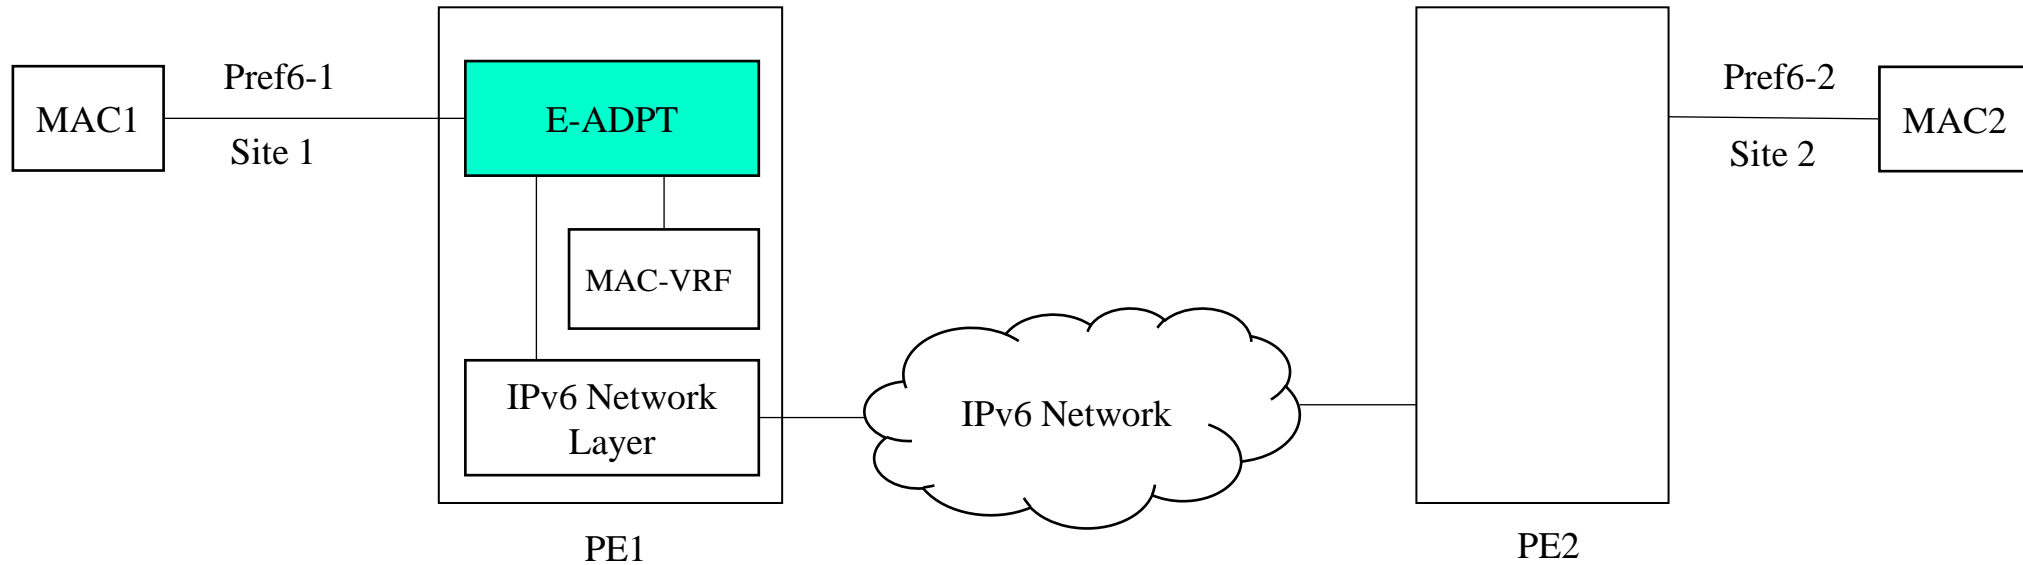 MAC1
Pref6-1
Site 1
E-ADPT
MAC-VRF
IPv6 Network
Layer
PE1
IPv6 Network
PE2
Pref6-2
Site 2
MAC2